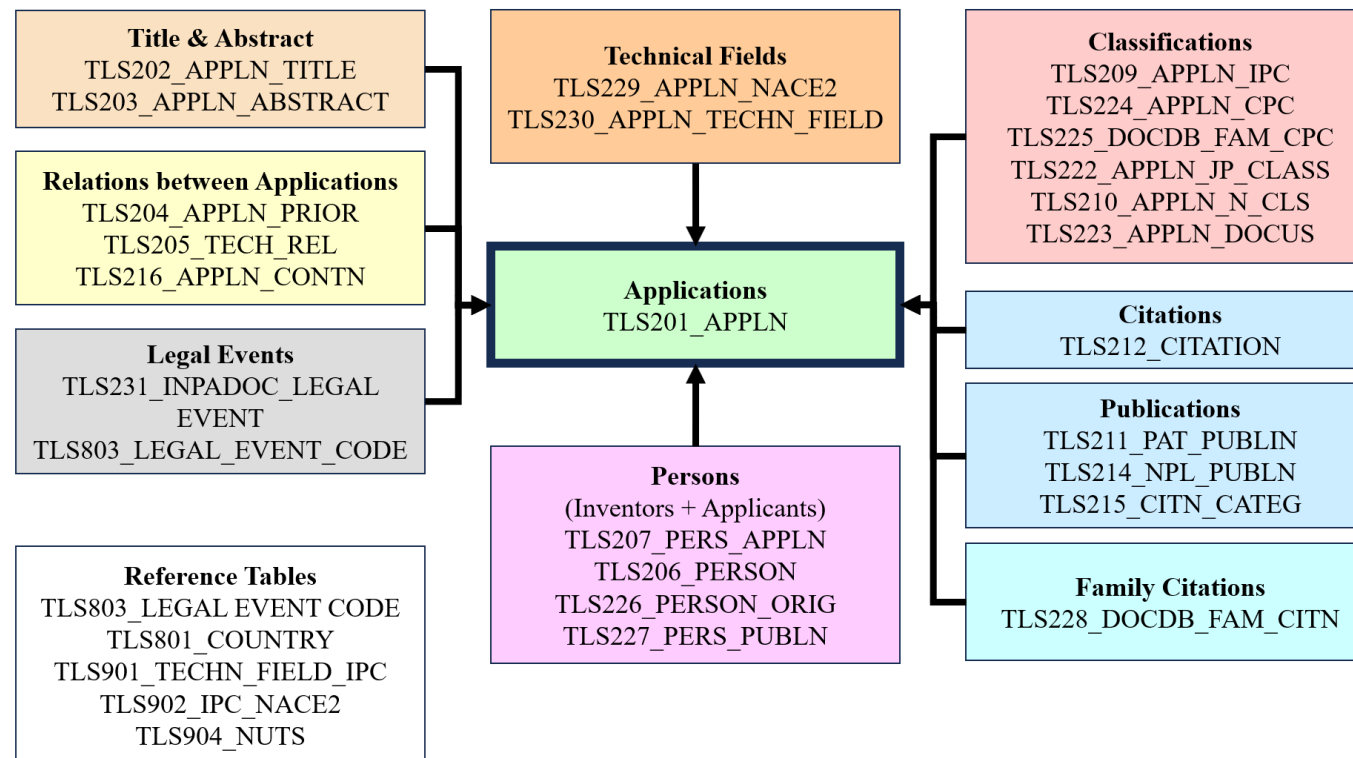 Title & Abstract
TLS202_APPLN_TITLE
TLS203_APPLN_ABSTRACT
Relations between Applications
TLS204_APPLN_PRIOR
TLS205_TECH_REL
TLS216_APPLN_CONTN
Legal Events
TLS231_INPADOC_LEGAL
EVENT
TLS803_LEGAL_EVENT_CODE
Reference Tables
TLS803_LEGAL EVENT CODE
TLS801_COUNTRY
TLS901_TECHN_FIELD_IPC
TLS902_IPC_NACE2
TLS904_NUTS
Technical Fields
TLS229_APPLN_NACE2
TLS230_APPLN_TECHN_FIELD
Applications
TLS201_APPLN
Persons
(Inventors + Applicants)
TLS207_PERS_APPLN
TLS206_PERSON
TLS226_PERSON_ORIG
TLS227_PERS_PUBLN
Classifications
TLS209_APPLN_IPC
TLS224_APPLN_CPC
TLS225_DOCDB_FAM_CPC
TLS222_APPLN_JP_CLASS
TLS210_APPLN_N_CLS
TLS223_APPLN_DOCUS
Citations
TLS212_CITATION
Publications
TLS211_PAT_PUBLIN
TLS214_NPL_PUBLN
TLS215_CITN_CATEG
Family Citations
TLS228_DOCDB_FAM_CITN